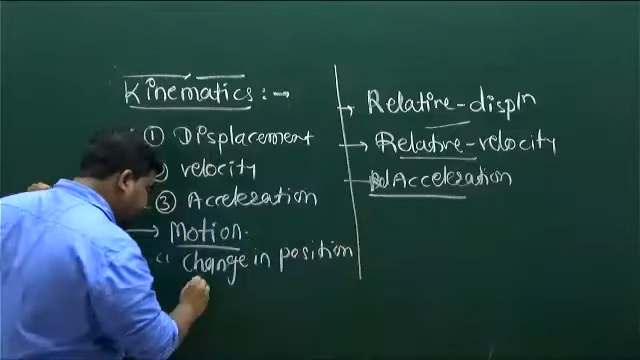 Kinematics :→
① Displacement
velocity
③ Acceleration
→ Motion.
" change in position
→ Relative-displn
→ Relative-velocity
Acceleration